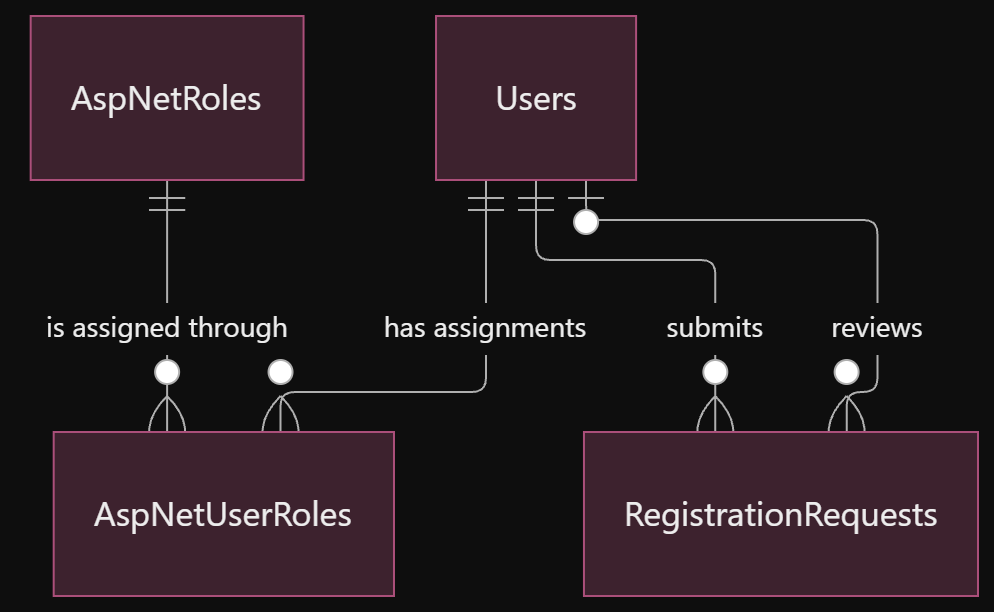 AspNetRoles
Users
is assigned through
has assignments
submits
reviews
AspNetUserRoles
RegistrationRequests